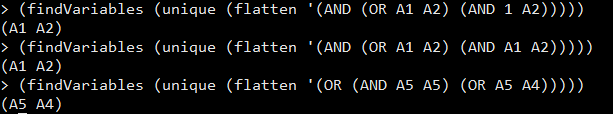 > (findVariables (unique (flatten '(AND (OR A1 A2) (AND 1 A2)))))
(A1 A2)
> (findVariables (unique (flatten '(AND (OR A1 A2) (AND A1 A2)))))
(A1 A2)
> (findVariables (unique (flatten '(OR (AND A5 A5) (OR A5 A4)))))
(A5 A4)